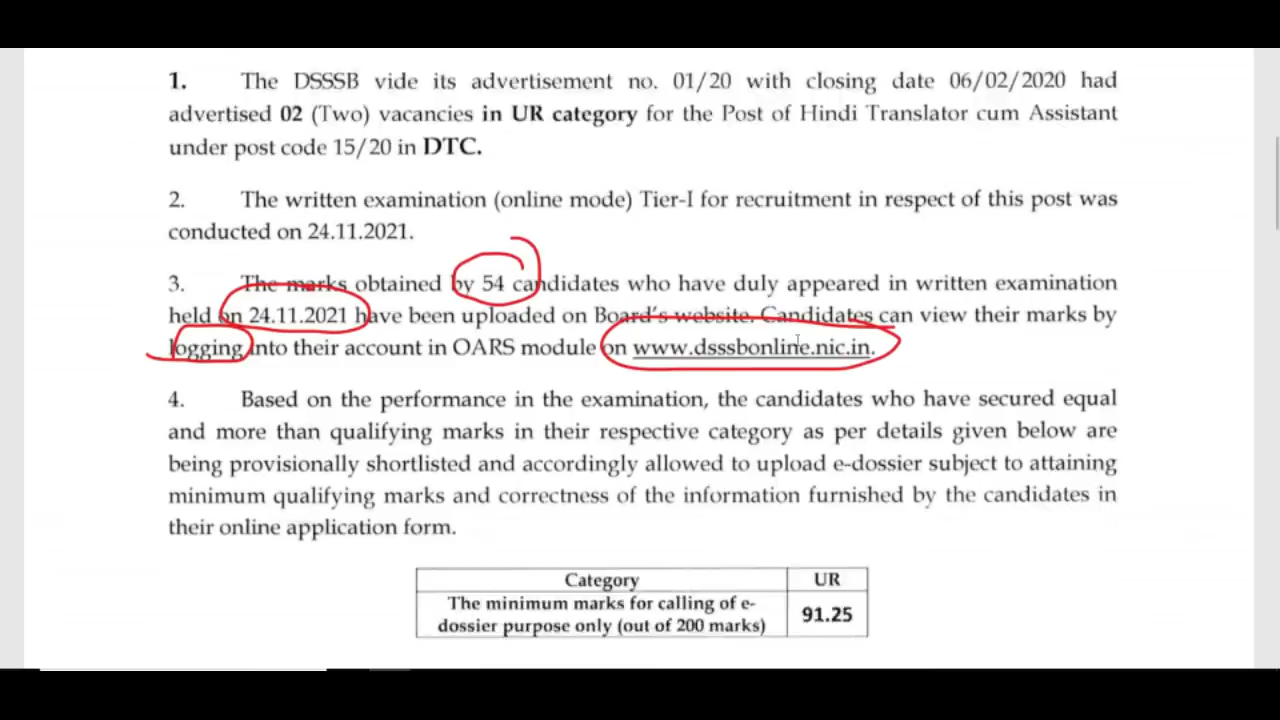 1. The DSSSB vide its advertisement no. 01/20 with closing date 06/02/2020 had
advertised 02 (Two) vacancies in UR category for the Post of Hindi Translator cum Assistant
under post code 15/20 in DTC.
2. The written examination (online mode) Tier-I for recruitment in respect of this post was
conducted on 24.11.2021.
3. The marks obtained by 54 candidates who have duly appeared in written examination
held on 24.11.2021 have been uploaded on Board's website. Candidates can view their marks by
logging into their account in OARS module on www.dsssbonline.nic.in.
4. Based on the performance in the examination, the candidates who have secured equal
and more than qualifying marks in their respective category as per details given below are
being provisionally shortlisted and accordingly allowed to upload e-dossier subject to attaining
minimum qualifying marks and correctness of the information furnished by the candidates in
their online application form.
Category UR
The minimum marks for calling of e-
dossier purpose only (out of 200 marks) 91.25